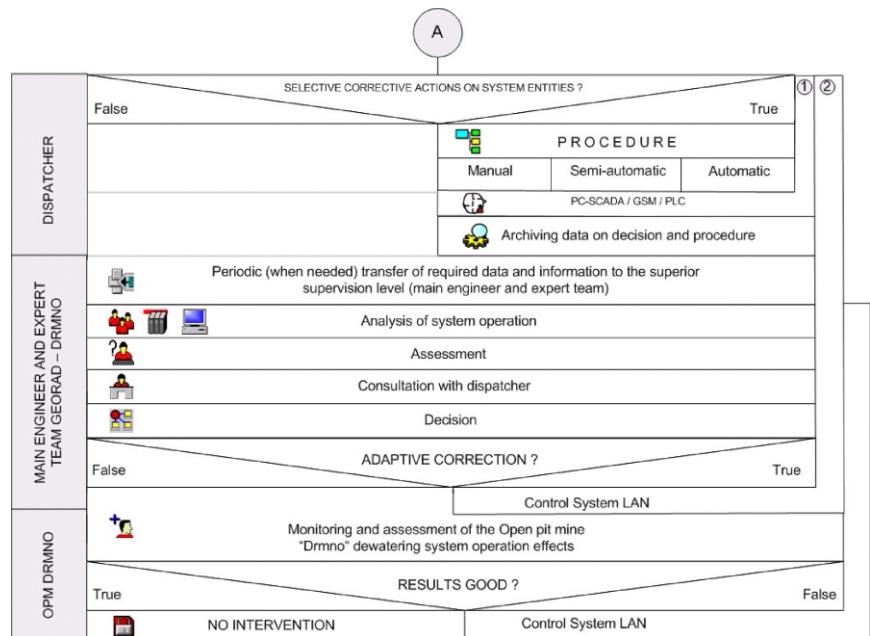 A
SELECTIVE CORRECTIVE ACTIONS ON SYSTEM ENTITIES ?
① ②
False
True
DISPATCHER
P R O C E D U R E
Manual
Semi-automatic
Automatic
PC-SCADA / GSM / PLC
Archiving data on decision and procedure
MAIN ENGINEER AND EXPERT
TEAM GEORAD – DRMNO
Periodic (when needed) transfer of required data and information to the superior
supervision level (main engineer and expert team)
Analysis of system operation
?
Assessment
Consultation with dispatcher
Decision
ADAPTIVE CORRECTION ?
False
True
Control System LAN
OPM DRMNO
Monitoring and assessment of the Open pit mine
"Drmno" dewatering system operation effects
RESULTS GOOD ?
True
False
NO INTERVENTION
Control System LAN